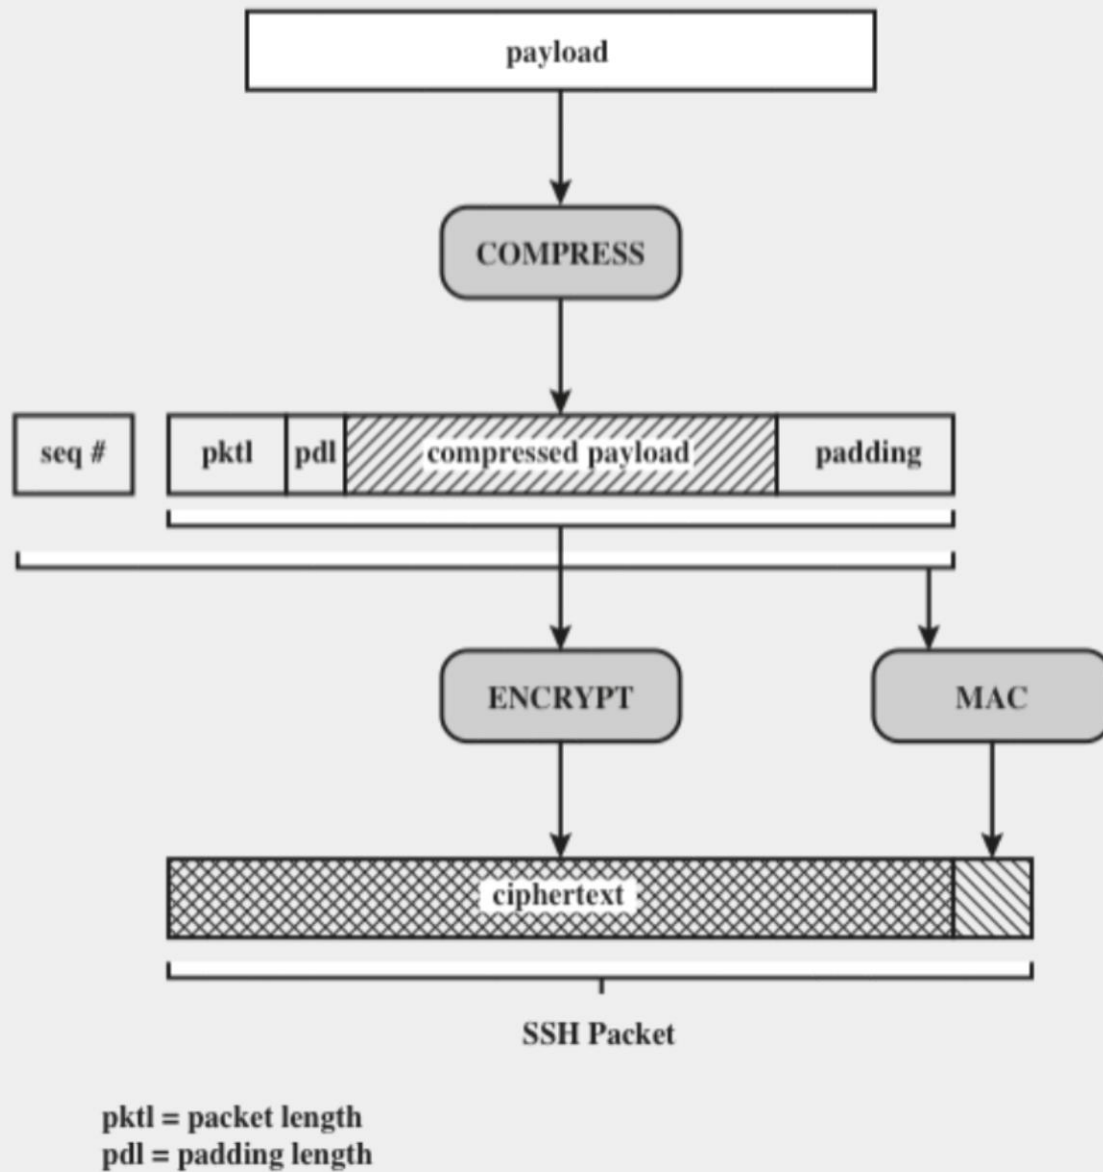 payload
COMPRESS
seq # pktl pdl compressed payload padding
ENCRYPT MAC
ciphertext
SSH Packet
pktl = packet length
pdl = padding length